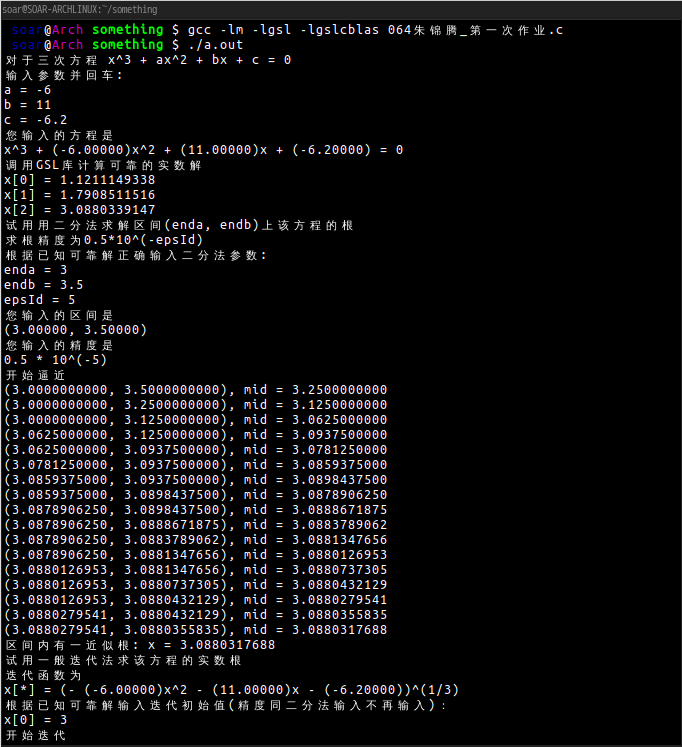 soar@SOAR-ARCHLINUX:~/something
soar@Arch something $ gcc -lm -lgsl -lgslcblas 064朱锦腾_第一次作业.c
soar@Arch something $ ./a.out
对于三次方程 x^3 + ax^2 + bx + c = 0
输入参数并回车:
a = -6
b = 11
c = -6.2
您输入的方程是
x^3 + (-6.00000)x^2 + (11.00000)x + (-6.20000) = 0
调用GSL库计算可靠的实数解
x[0] = 1.1211149338
x[1] = 1.7908511516
x[2] = 3.0880339147
试用用二分法求解区间(enda, endb)上该方程的根
求根精度为0.5*10^(-epsId)
根据已知可靠解正确输入二分法参数:
enda = 3
endb = 3.5
epsId = 5
您输入的区间是
(3.00000, 3.50000)
您输入的精度是
0.5 * 10^(-5)
开始逼近
(3.0000000000, 3.5000000000), mid = 3.2500000000
(3.0000000000, 3.2500000000), mid = 3.1250000000
(3.0000000000, 3.1250000000), mid = 3.0625000000
(3.0625000000, 3.1250000000), mid = 3.0937500000
(3.0625000000, 3.0937500000), mid = 3.0781250000
(3.0781250000, 3.0937500000), mid = 3.0859375000
(3.0859375000, 3.0937500000), mid = 3.0898437500
(3.0859375000, 3.0898437500), mid = 3.0878906250
(3.0878906250, 3.0898437500), mid = 3.0888671875
(3.0878906250, 3.0888671875), mid = 3.0883789062
(3.0878906250, 3.0883789062), mid = 3.0881347656
(3.0878906250, 3.0881347656), mid = 3.0880126953
(3.0880126953, 3.0881347656), mid = 3.0880737305
(3.0880126953, 3.0880737305), mid = 3.0880432129
(3.0880126953, 3.0880432129), mid = 3.0880279541
(3.0880279541, 3.0880432129), mid = 3.0880355835
(3.0880279541, 3.0880355835), mid = 3.0880317688
区间内有一近似根: x = 3.0880317688
试用一般迭代法求该方程的实数根
迭代函数为
x[*] = (- (-6.00000)x^2 - (11.00000)x - (-6.20000))^(1/3)
根据已知可靠解输入迭代初始值(精度同二分法输入不再输入):
x[0] = 3
开始迭代